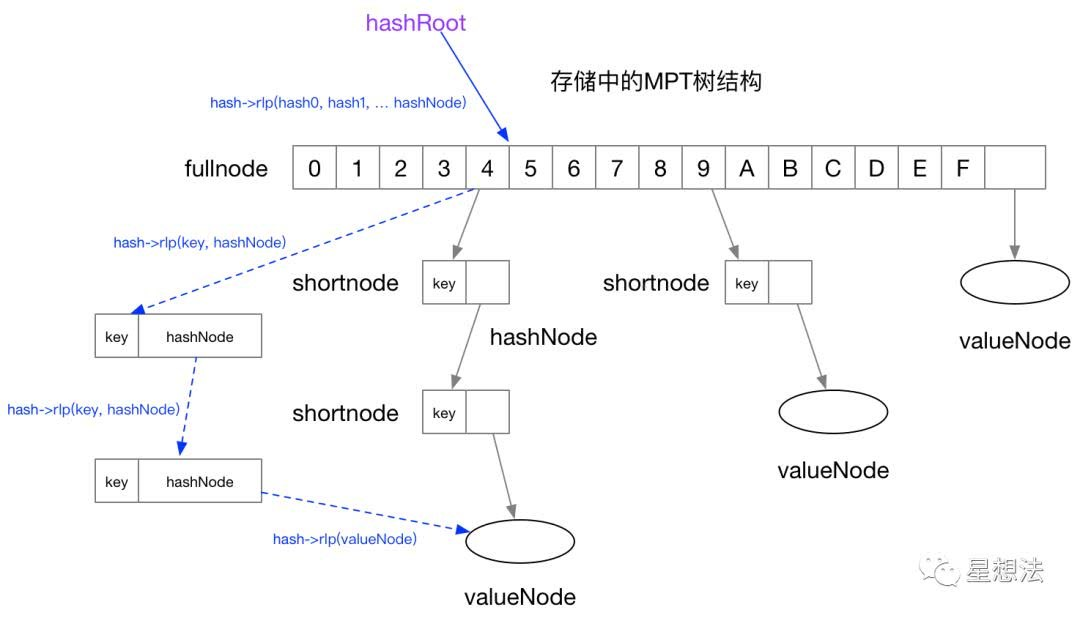 hashRoot
存储中的MPT树结构
hash->rlp(hash0, hash1, ... hashNode)
fullnode
0 1 2 3 4 5 6 7 8 9 A B C D E F
hash->rlp(key, hashNode)
shortnode
key
shortnode
key
key hashNode
hashNode
valueNode
hash->rlp(key, hashNode)
shortnode
key
valueNode
key hashNode
hash->rlp(valueNode)
valueNode
星想法